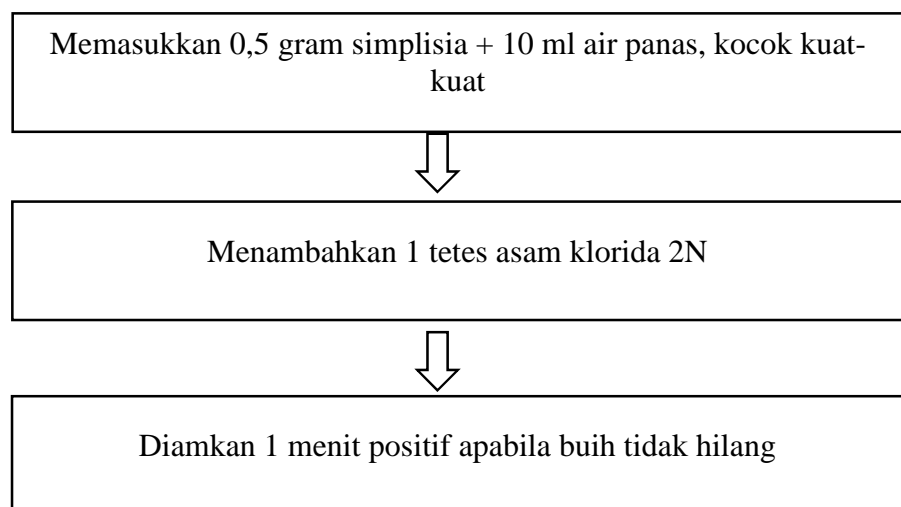 Memasukkan 0,5 gram simplisia + 10 ml air panas, kocok kuat-
kuat
Menambahkan 1 tetes asam klorida 2N
Diamkan 1 menit positif apabila buih tidak hilang